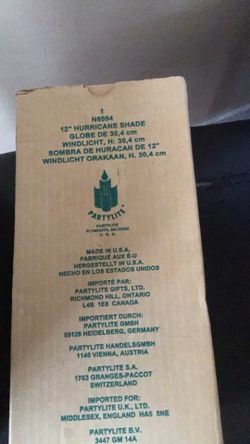 1
N8094
12" HURRICANE SHADE
GLOBE DE 30,4 cm
WINDLICHT, H: 30,4 cm
SOMBRA DE HURACAN DE 12"
WINDLICHT ORAKAAN, H. 30,4 cm
PARTYLITE
PARTYLITE
PLYMOUTH, MA 02362
U. S. A.
MADE IN U.S.A.
FABRIQUÉ AUX É-U
HERGESTELLT IN U.S.A.
HECHO EN LOS ESTADOS UNIDOS
IMPORTÉ PAR:
PARTYLITE GIFTS, LTD.
RICHMOND HILL, ONTARIO
L4B 1E8 CANADA
IMPORTIERT DURCH:
PARTYLITE GMBH
69126 HEIDELBERG, GERMANY
PARTYLITE HANDELSGMBH
1140 VIENNA, AUSTRIA
PARTYLITE S.A.
1763 GRANGES-PACCOT
SWITZERLAND
IMPORTED FOR:
PARTYLITE U.K., LTD.
MIDDLESEX, ENGLAND HA5 5NE
PARTYLITE B.V.
3447 GM 14A